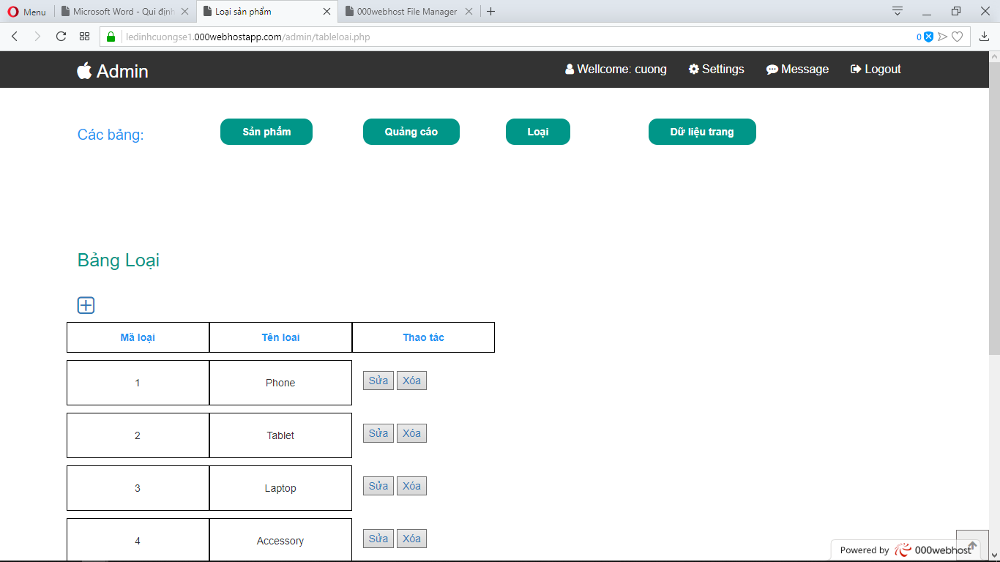 Menu
Microsoft Word - Qui định
Loại sản phẩm
000webhost File Manager
ledinhcuongse1.000webhostapp.com/admin/tableloai.php
0
Admin
Wellcome: cuong
Settings
Message
Logout
Các bảng:
Sản phẩm
Quảng cáo
Loại
Dữ liệu trang
Bảng Loại
Mã loại Tên loai Thao tác
1 Phone Sửa Xóa
2 Tablet Sửa Xóa
3 Laptop Sửa Xóa
4 Accessory Sửa Xóa
Powered by 000webhost